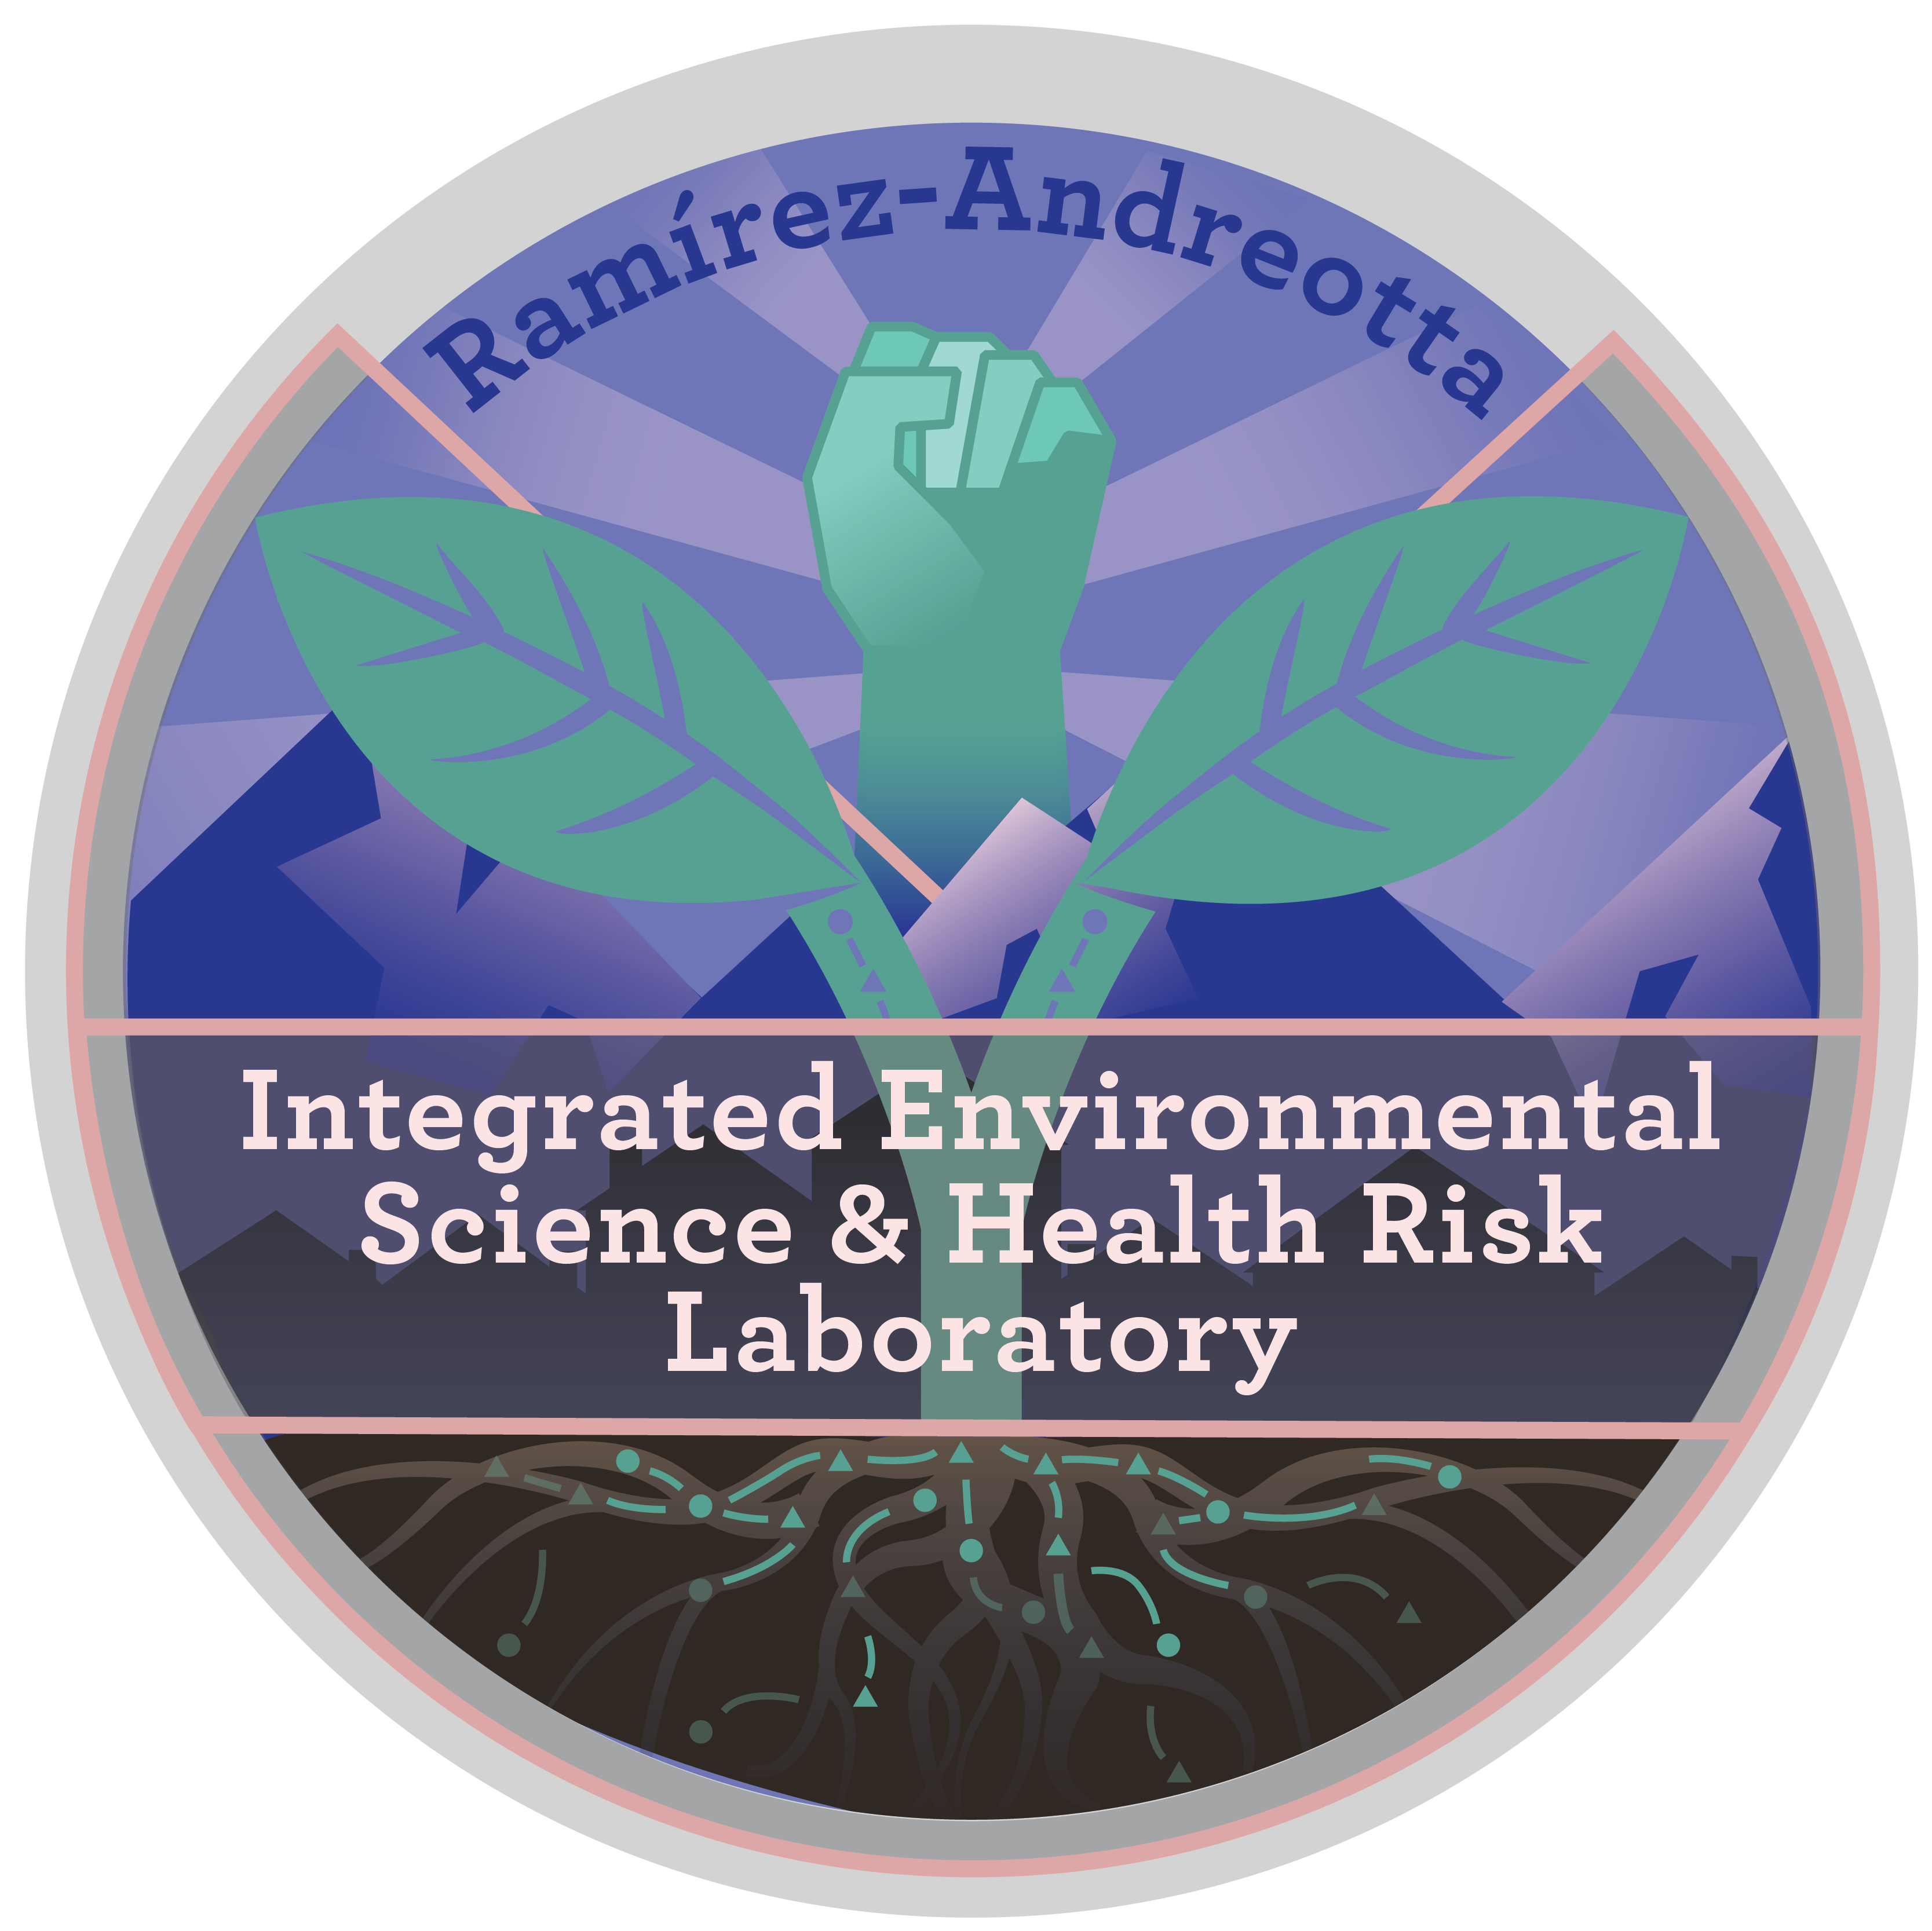 Ramírez-Andreotta
Integrated Environmental
Science & Health Risk
Laboratory